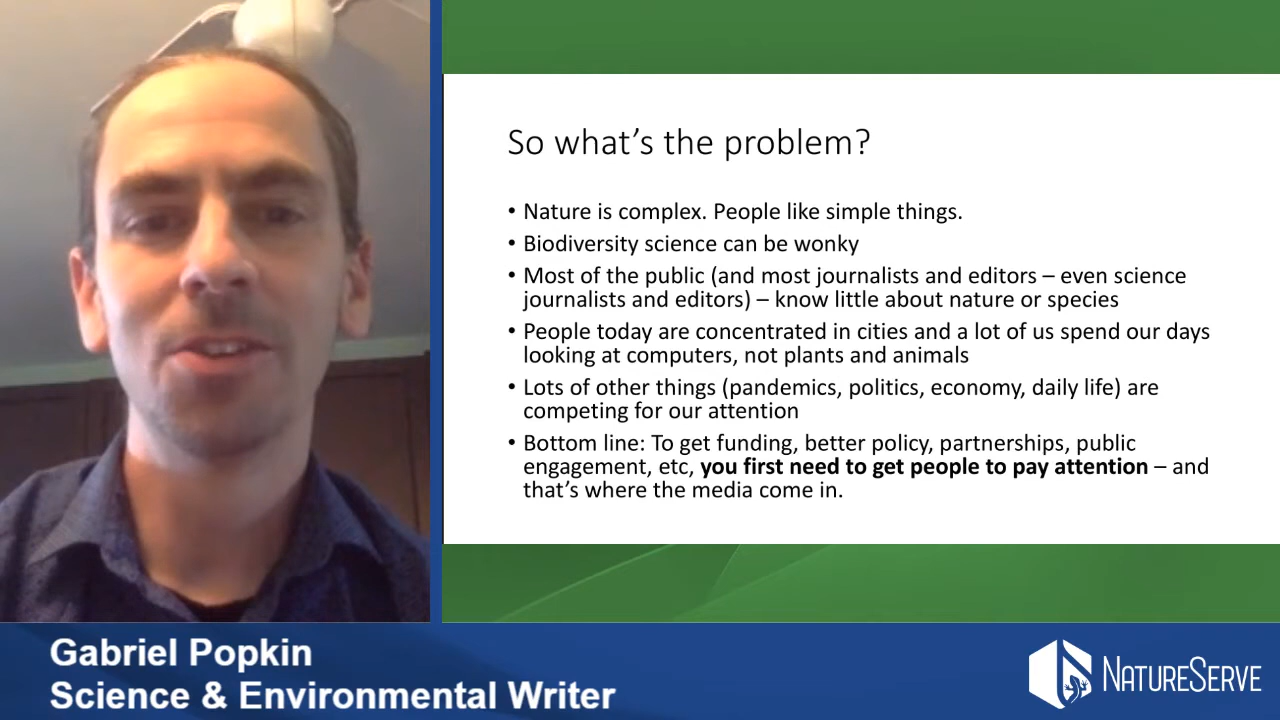 So what's the problem?
• Nature is complex. People like simple things.
• Biodiversity science can be wonky
• Most of the public (and most journalists and editors – even science
journalists and editors) – know little about nature or species
• People today are concentrated in cities and a lot of us spend our days
looking at computers, not plants and animals
• Lots of other things (pandemics, politics, economy, daily life) are
competing for our attention
• Bottom line: To get funding, better policy, partnerships, public
engagement, etc, you first need to get people to pay attention – and
that's where the media come in.
Gabriel Popkin
Science & Environmental Writer
NATURESERVE